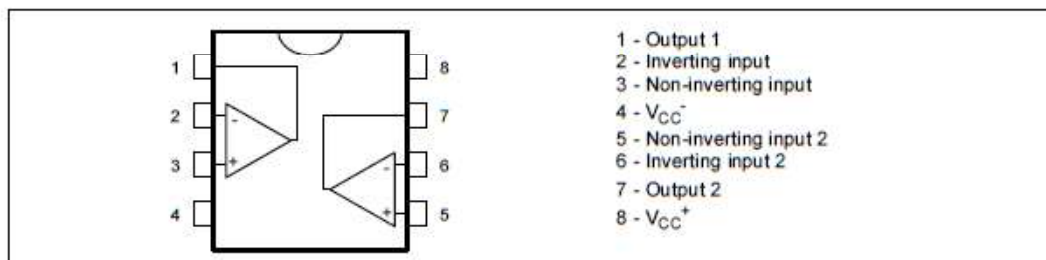 1
2
3
4
8
7
6
5
-
+
-
+
1 - Output 1
2 - Inverting input
3 - Non-inverting input
4 - VCC-
5 - Non-inverting input 2
6 - Inverting input 2
7 - Output 2
8 - VCC+